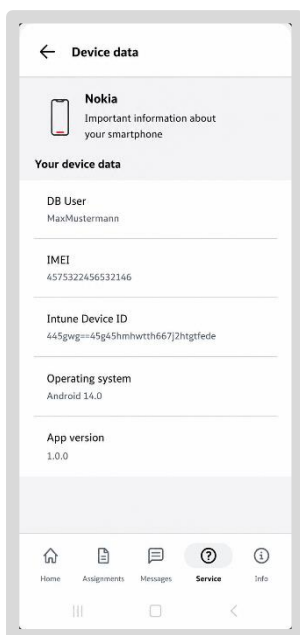 Device data
Nokia
Important information about
your smartphone
Your device data
DB User
MaxMustermann
IMEI
4575322456532146
Intune Device ID
445gwg==45g45hmhwtth667j2htgtfede
Operating system
Android 14.0
App version
1.0.0
Home Assignments Messages Service Info